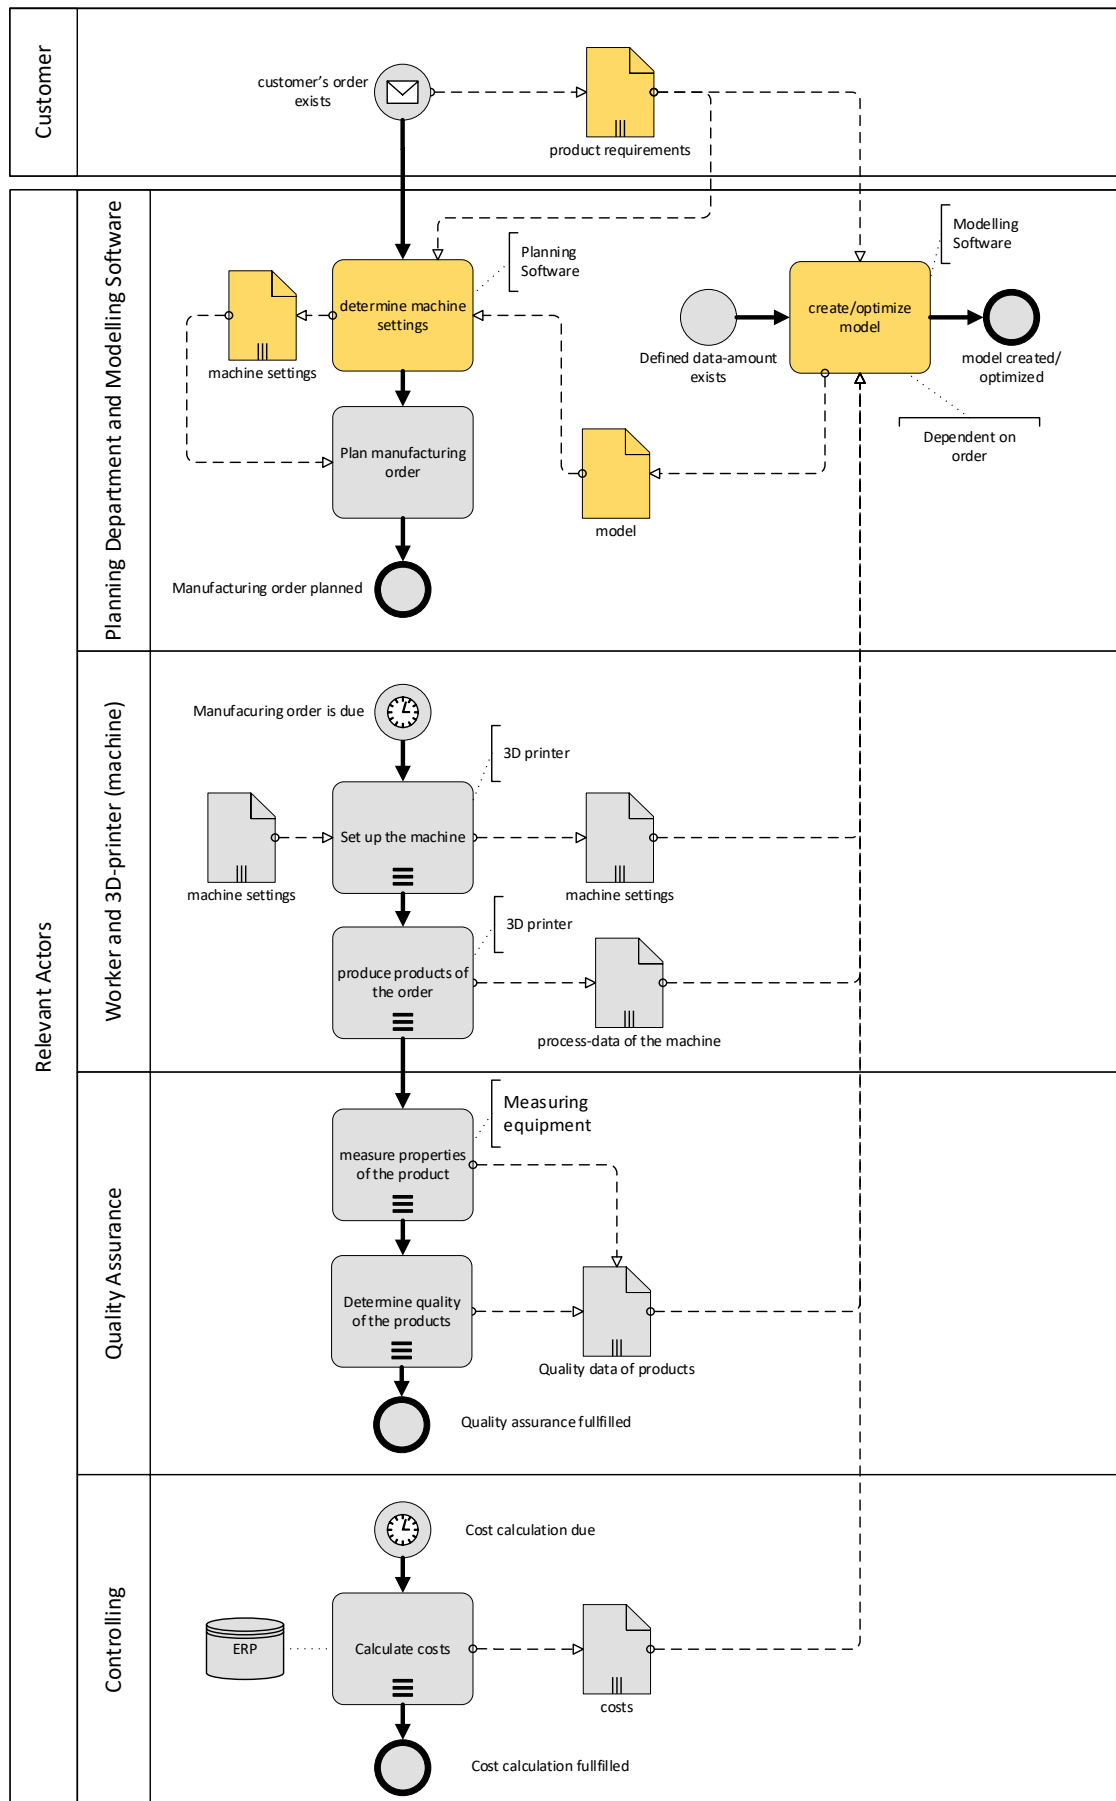 Customer
customer's order
exists
product requirements
Relevant Actors
Planning Department and Modelling Software
Planning
Software
Modelling
Software
determine machine
settings
machine settings
create/optimize
model
Defined data-amount
exists
model created/
optimized
Dependent on
order
Plan manufacturing
order
model
Manufacturing order planned
Worker and 3D-printer (machine)
Manufacuring order is due
3D printer
Set up the machine
machine settings
machine settings
3D printer
produce products of
the order
process-data of the machine
Quality Assurance
Measuring
equipment
measure properties
of the product
Determine quality
of the products
Quality data of products
Quality assurance fullfilled
Controlling
Cost calculation due
ERP
Calculate costs
costs
Cost calculation fullfilled